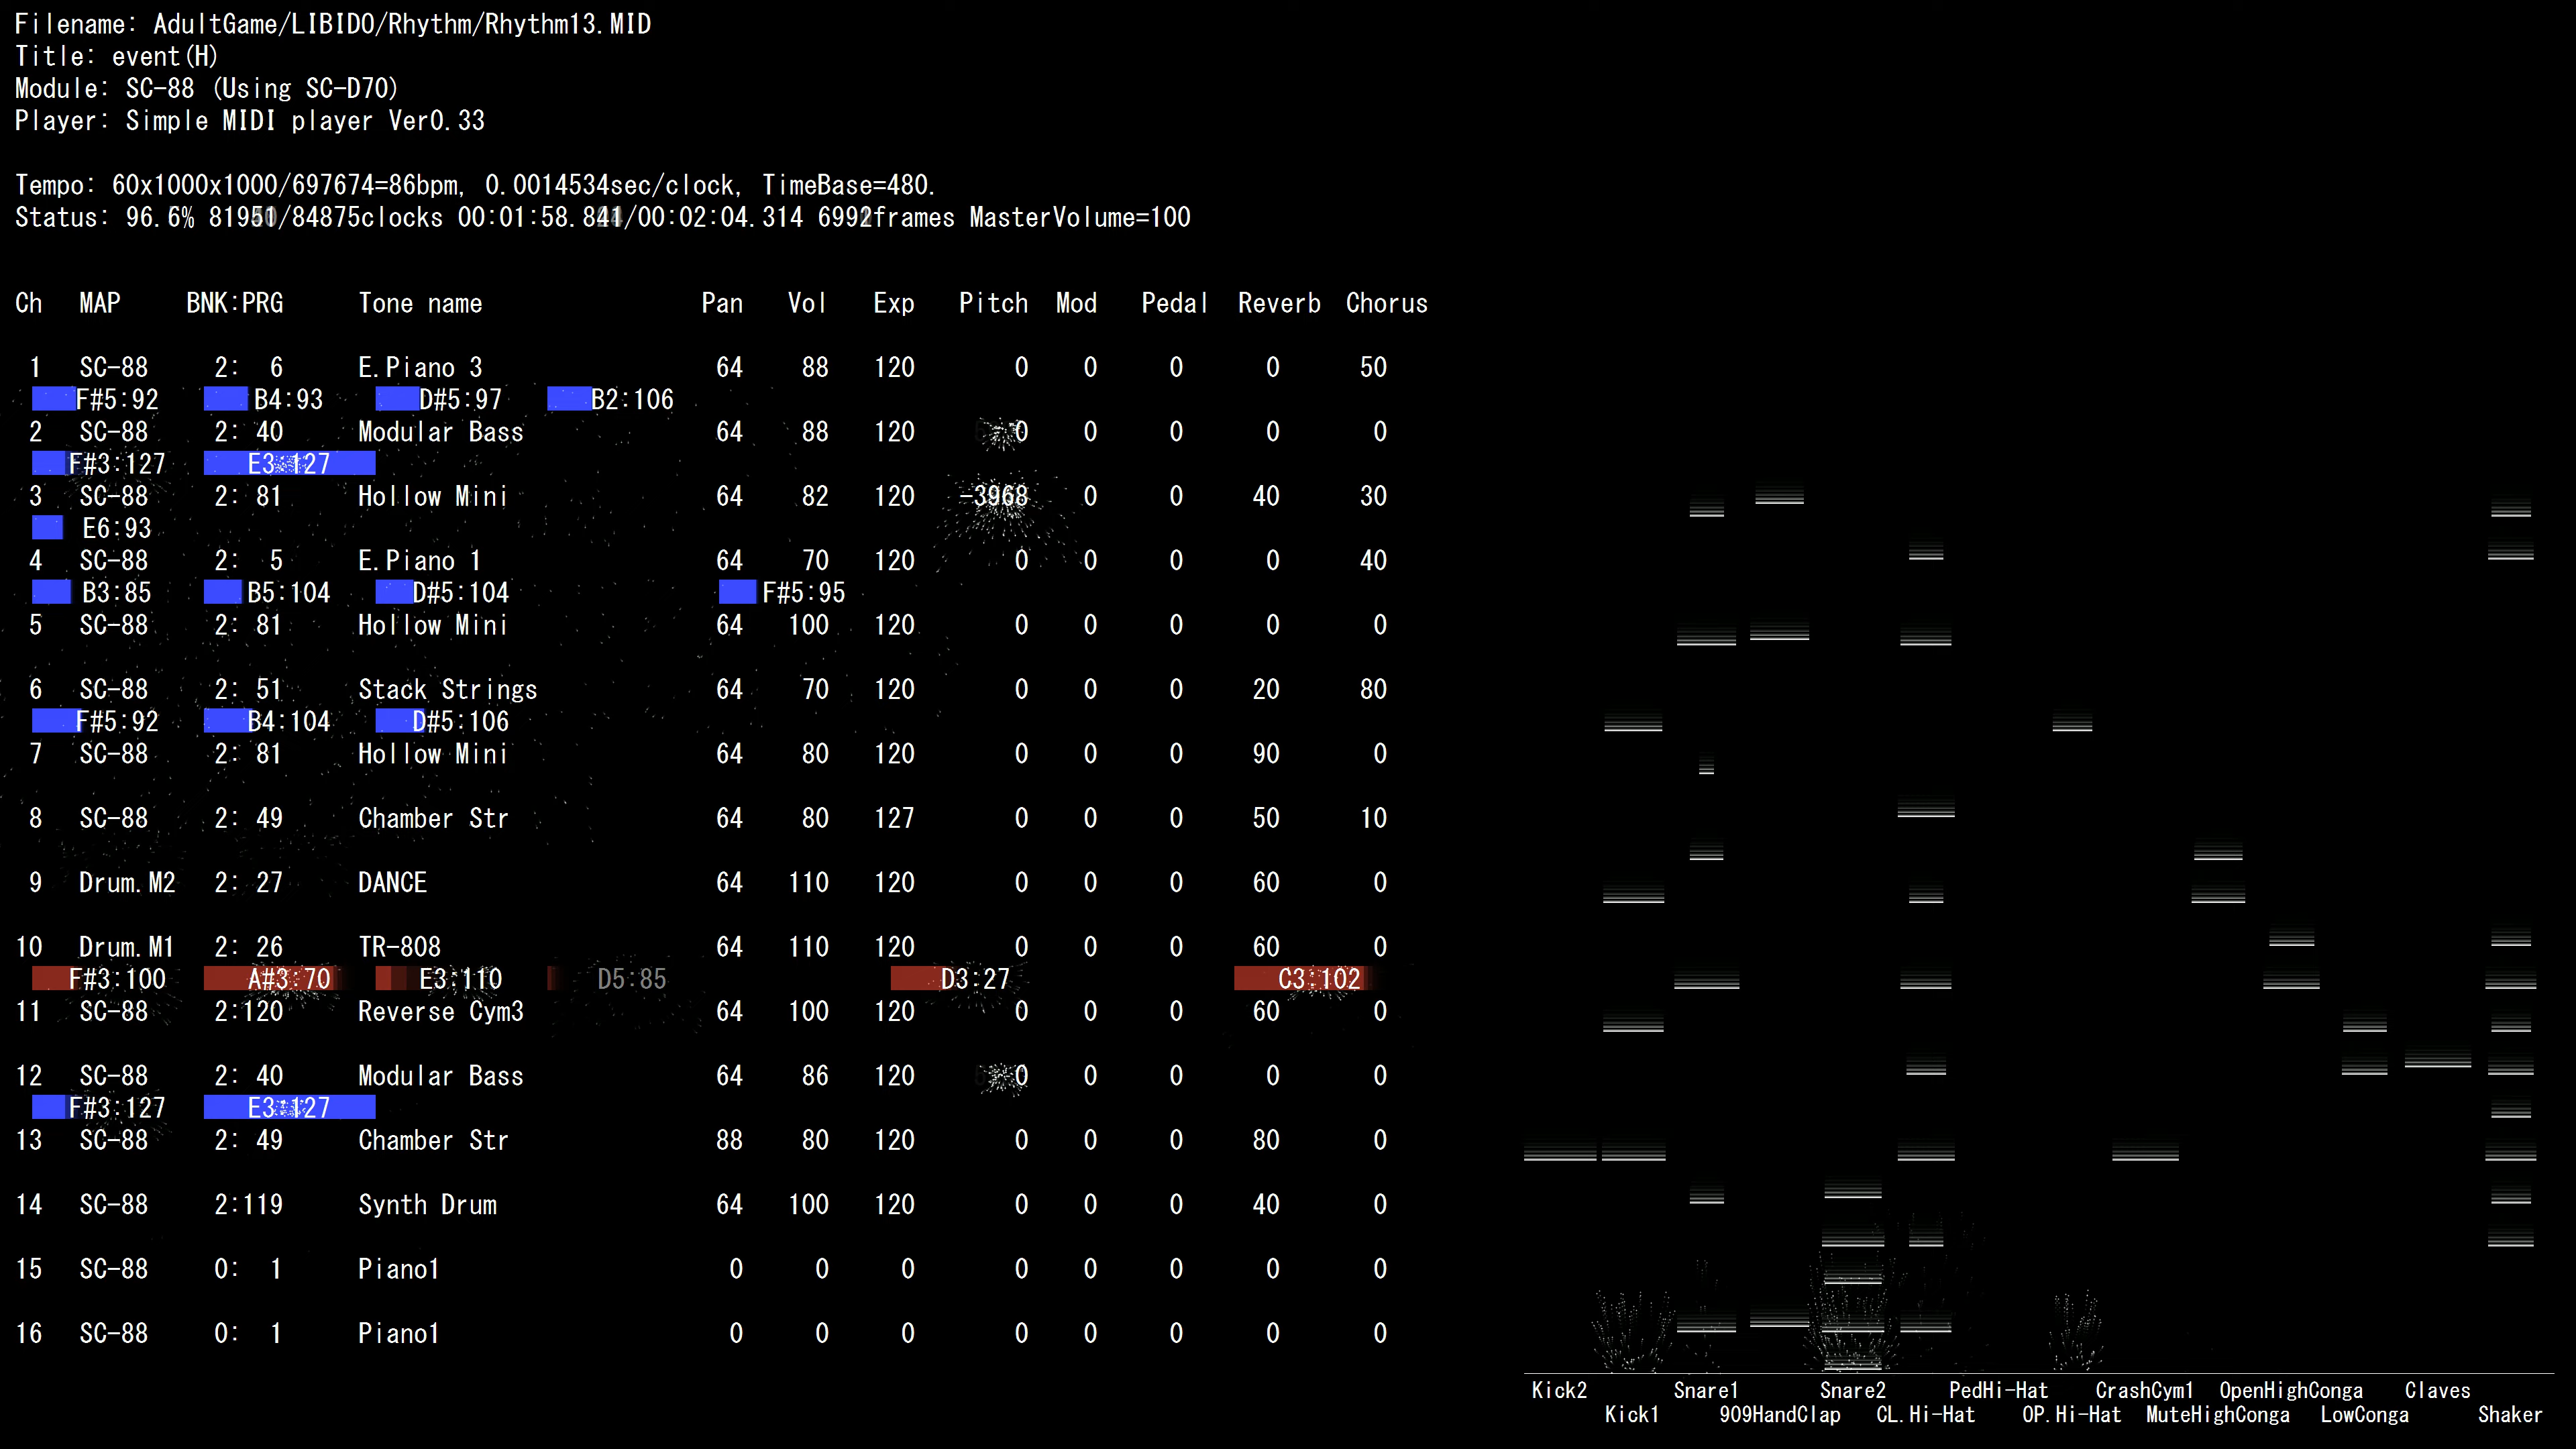 Filename: AdultGame/LIBIDO/Rhythm/Rhythm13.MID
Title: event(H)
Module: SC-88 (Using SC-D70)
Player: Simple MIDI player Ver0.33
Tempo: 60x1000x1000/697674=86bpm, 0.0014534sec/clock, TimeBase=480.
Status: 96.6% /84875clocks /00:02:04.314 MasterVolume=100
Ch MAP BNK:PRG Tone name Pan Vol Exp Pitch Mod Pedal Reverb Chorus
1 SC-88 2: 6 E.Piano 3 64 88 120 0 0 0 0 50
F#5:92 B4:93 D#5:97 B2:106
2 SC-88 2: 40 Modular Bass 64 88 120 0 0 0 0 0
F#3:127 E3:127
3 SC-88 2: 81 Hollow Mini 64 82 120 -3968 0 0 40 30
E6:93
4 SC-88 2: 5 E.Piano 1 64 70 120 0 0 0 0 40
B3:85 B5:104 D#5:104 F#5:95
5 SC-88 2: 81 Hollow Mini 64 100 120 0 0 0 0 0
6 SC-88 2: 51 Stack Strings 64 70 120 0 0 0 20 80
F#5:92 B4:104 D#5:106
7 SC-88 2: 81 Hollow Mini 64 80 120 0 0 0 90 0
8 SC-88 2: 49 Chamber Str 64 80 127 0 0 0 50 10
9 Drum.M2 2: 27 DANCE 64 110 120 0 0 0 60 0
10 Drum.M1 2: 26 TR-808 64 110 120 0 0 0 60 0
F#3:100 A#3:70 E3:110 D5:85 D3:27 C3:102
11 SC-88 2:120 Reverse Cym3 64 100 120 0 0 0 60 0
12 SC-88 2: 40 Modular Bass 64 86 120 0 0 0 0 0
F#3:127 E3:127
13 SC-88 2: 49 Chamber Str 88 80 120 0 0 0 80 0
14 SC-88 2:119 Synth Drum 64 100 120 0 0 0 40 0
15 SC-88 0: 1 Piano1 0 0 0 0 0 0 0 0
16 SC-88 0: 1 Piano1 0 0 0 0 0 0 0 0
Kick2 Snare1 Snare2 PedHi-Hat CrashCym1 OpenHighConga Claves
Kick1 909HandClap CL.Hi-Hat OP.Hi-Hat MuteHighConga LowConga Shaker